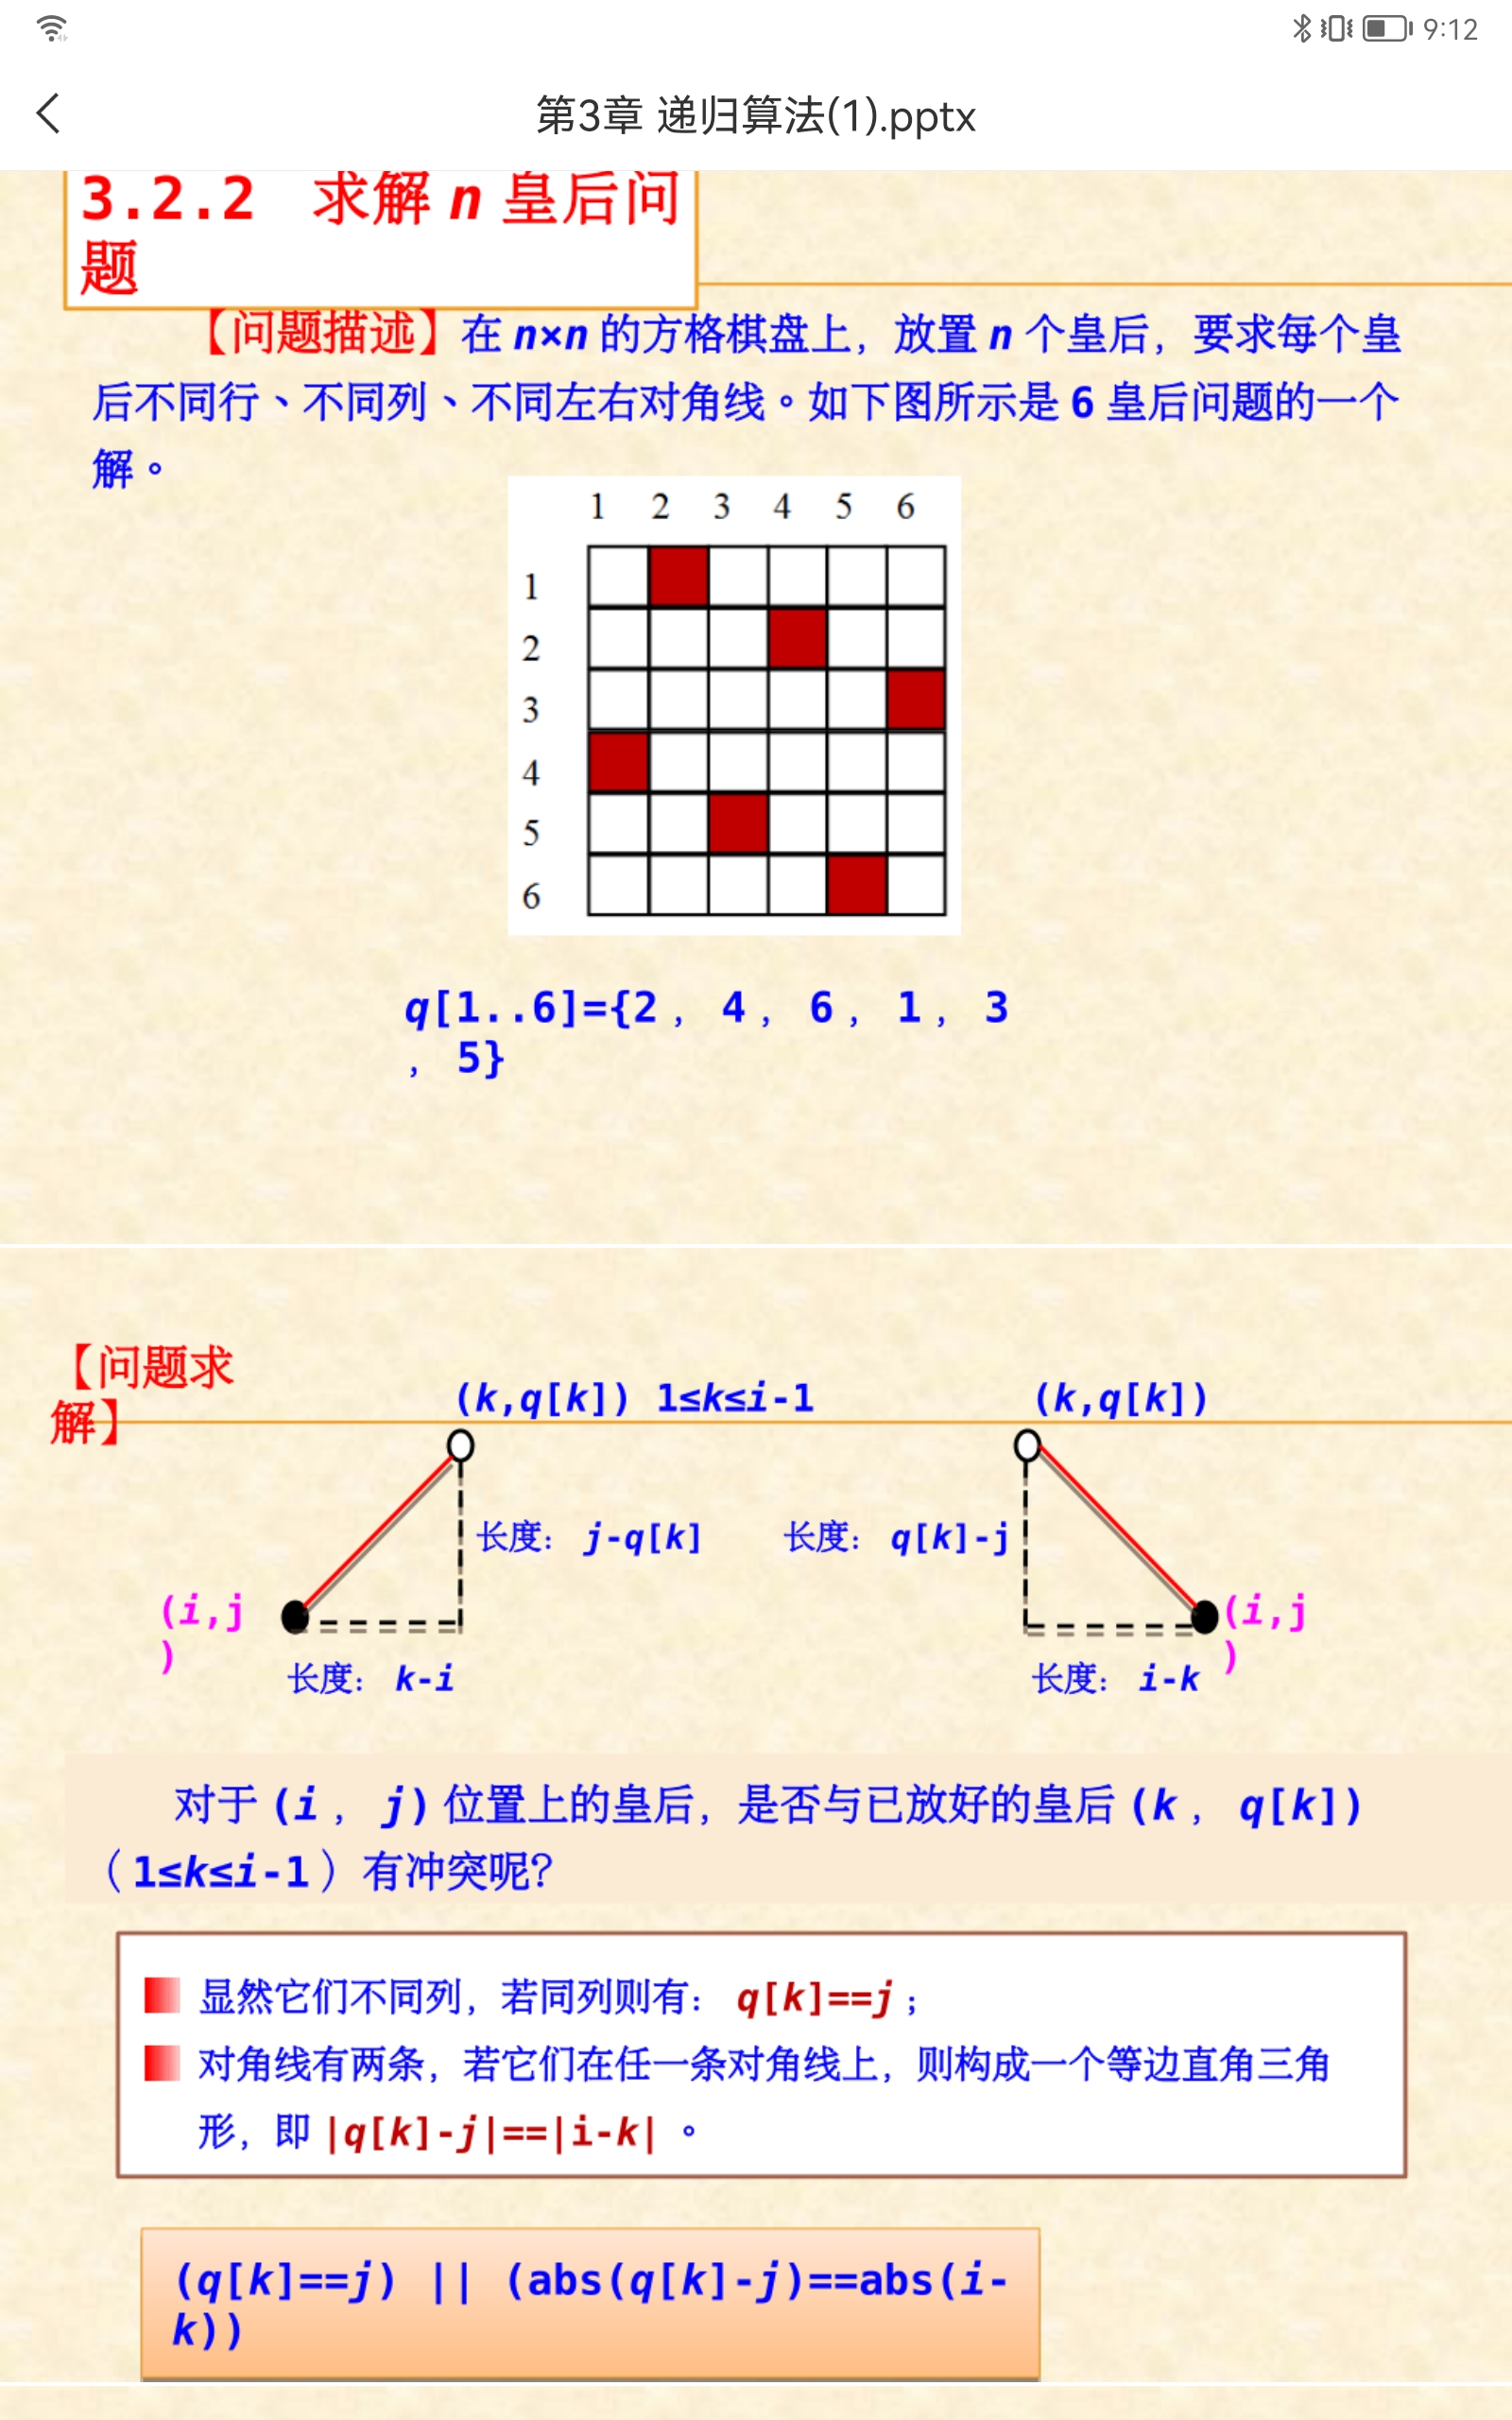 9:12
第3章 递归算法(1).pptx
3.2.2 求解 n 皇后问
题
【问题描述】在 n×n 的方格棋盘上，放置 n 个皇后，要求每个皇
后不同行、不同列、不同左右对角线。如下图所示是 6 皇后问题的一个
解。
1 2 3 4 5 6
1
2
3
4
5
6
q[1..6]={2， 4， 6， 1， 3
， 5}
【问题求
解】
(k,q[k]) 1≤k≤i-1
(k,q[k])
长度： j-q[k]
长度： q[k]-j
(i,j
)
(i,j
)
长度： k-i
长度： i-k
对于 (i， j) 位置上的皇后，是否与已放好的皇后 (k， q[k])
（1≤k≤i-1）有冲突呢？
显然它们不同列，若同列则有： q[k]==j；
对角线有两条，若它们在任一条对角线上，则构成一个等边直角三角
形，即 |q[k]-j|==|i-k| 。
(q[k]==j) || (abs(q[k]-j)==abs(i-
k))